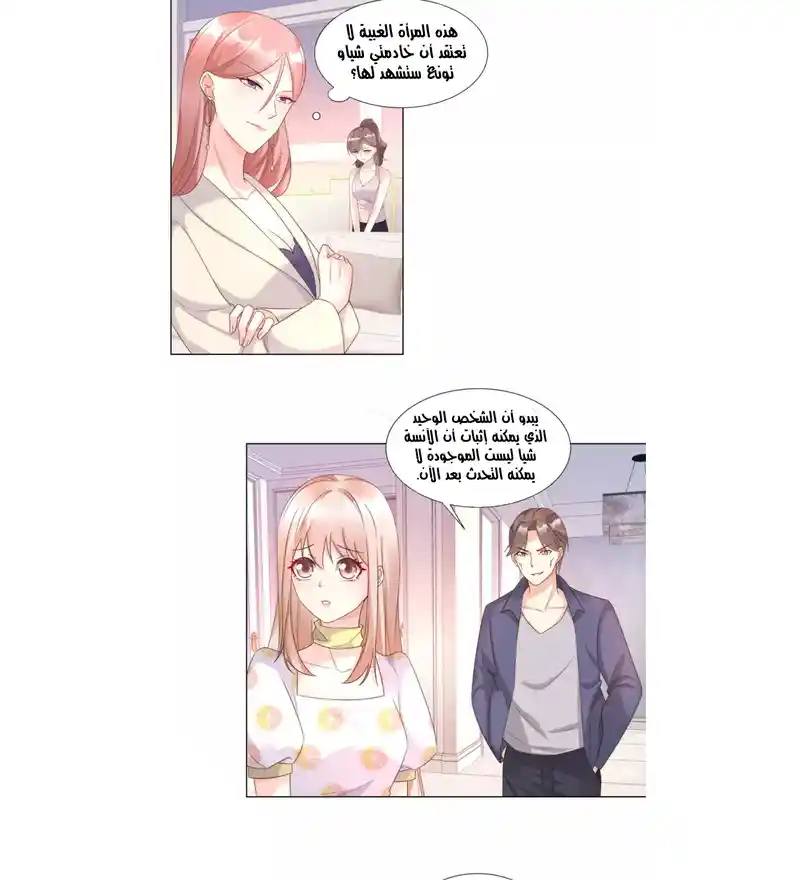 هذه المرأة الغبية لا
تعتقد أن خادمتي شياو
تونغ ستشهد لها؟
يبدو أن الشخص الوحيد
الذي يمكنه إثبات أن الآنسة
شيا ليست الموجودة لا
يمكنه التحدث بعد الآن.